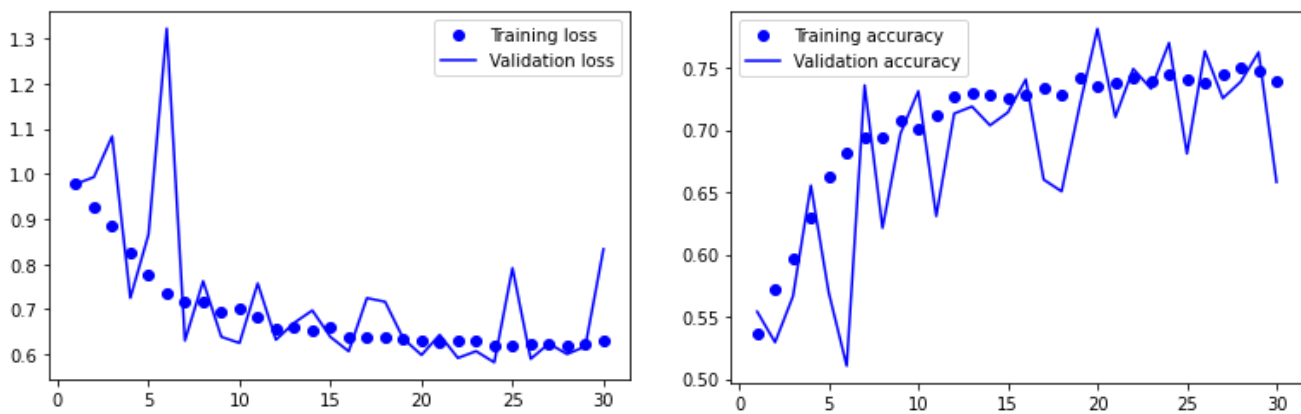 Training loss
Validation loss
1.3
1.2
1.1
1.0
0.9
0.8
0.7
0.6
0 5 10 15 20 25 30
Training accuracy
Validation accuracy
0.75
0.70
0.65
0.60
0.55
0.50
0 5 10 15 20 25 30